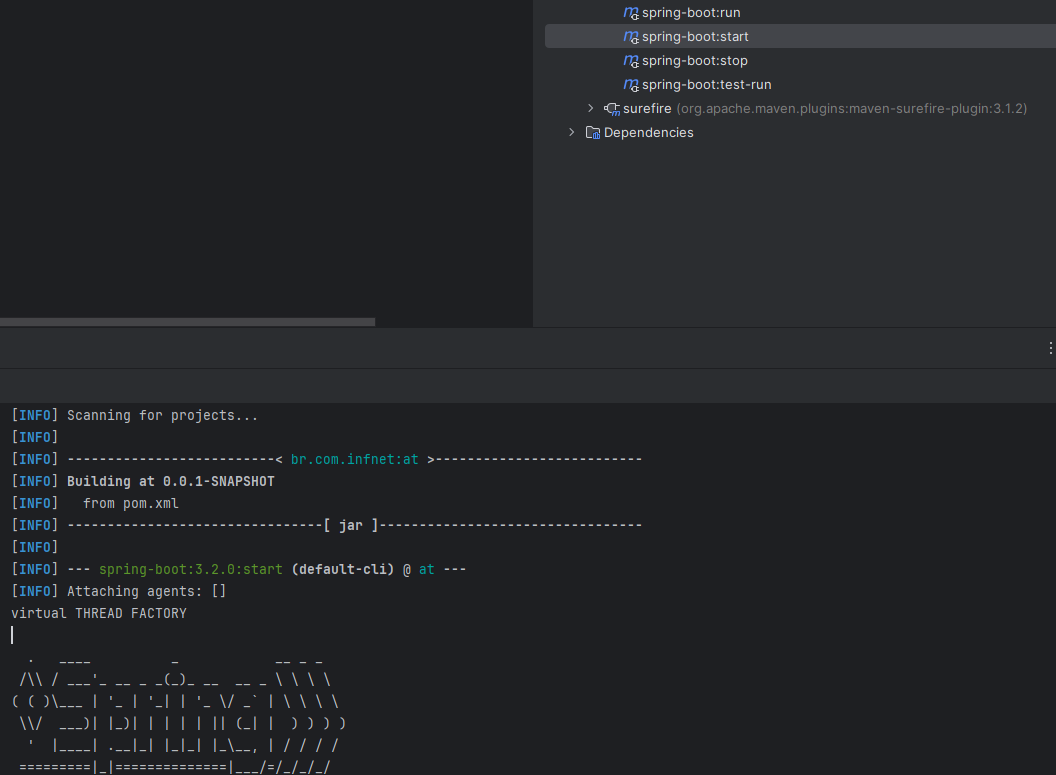 spring-boot:run
spring-boot:start
spring-boot:stop
spring-boot:test-run
surefire (org.apache.maven.plugins:maven-surefire-plugin:3.1.2)
Dependencies
[INFO] Scanning for projects...
[INFO]
[INFO] --------------------------< br.com.infnet:at >--------------------------
[INFO] Building at 0.0.1-SNAPSHOT
[INFO]   from pom.xml
[INFO] --------------------------------[ jar ]---------------------------------
[INFO]
[INFO] --- spring-boot:3.2.0:start (default-cli) @ at ---
[INFO] Attaching agents: []
virtual THREAD FACTORY
  .   ____          _            __ _ _
 /\\ / ___'_ __ _ _(_)_ __  __ _ \ \ \ \
( ( )\___ | '_ | '_| | '_ \/ _` | \ \ \ \
 \\/  ___)| |_)| | | | | || (_| |  ) ) ) )
  '  |____| .__|_| |_|_| |_\__, | / / / /
 =========|_|==============|___/=/_/_/_/